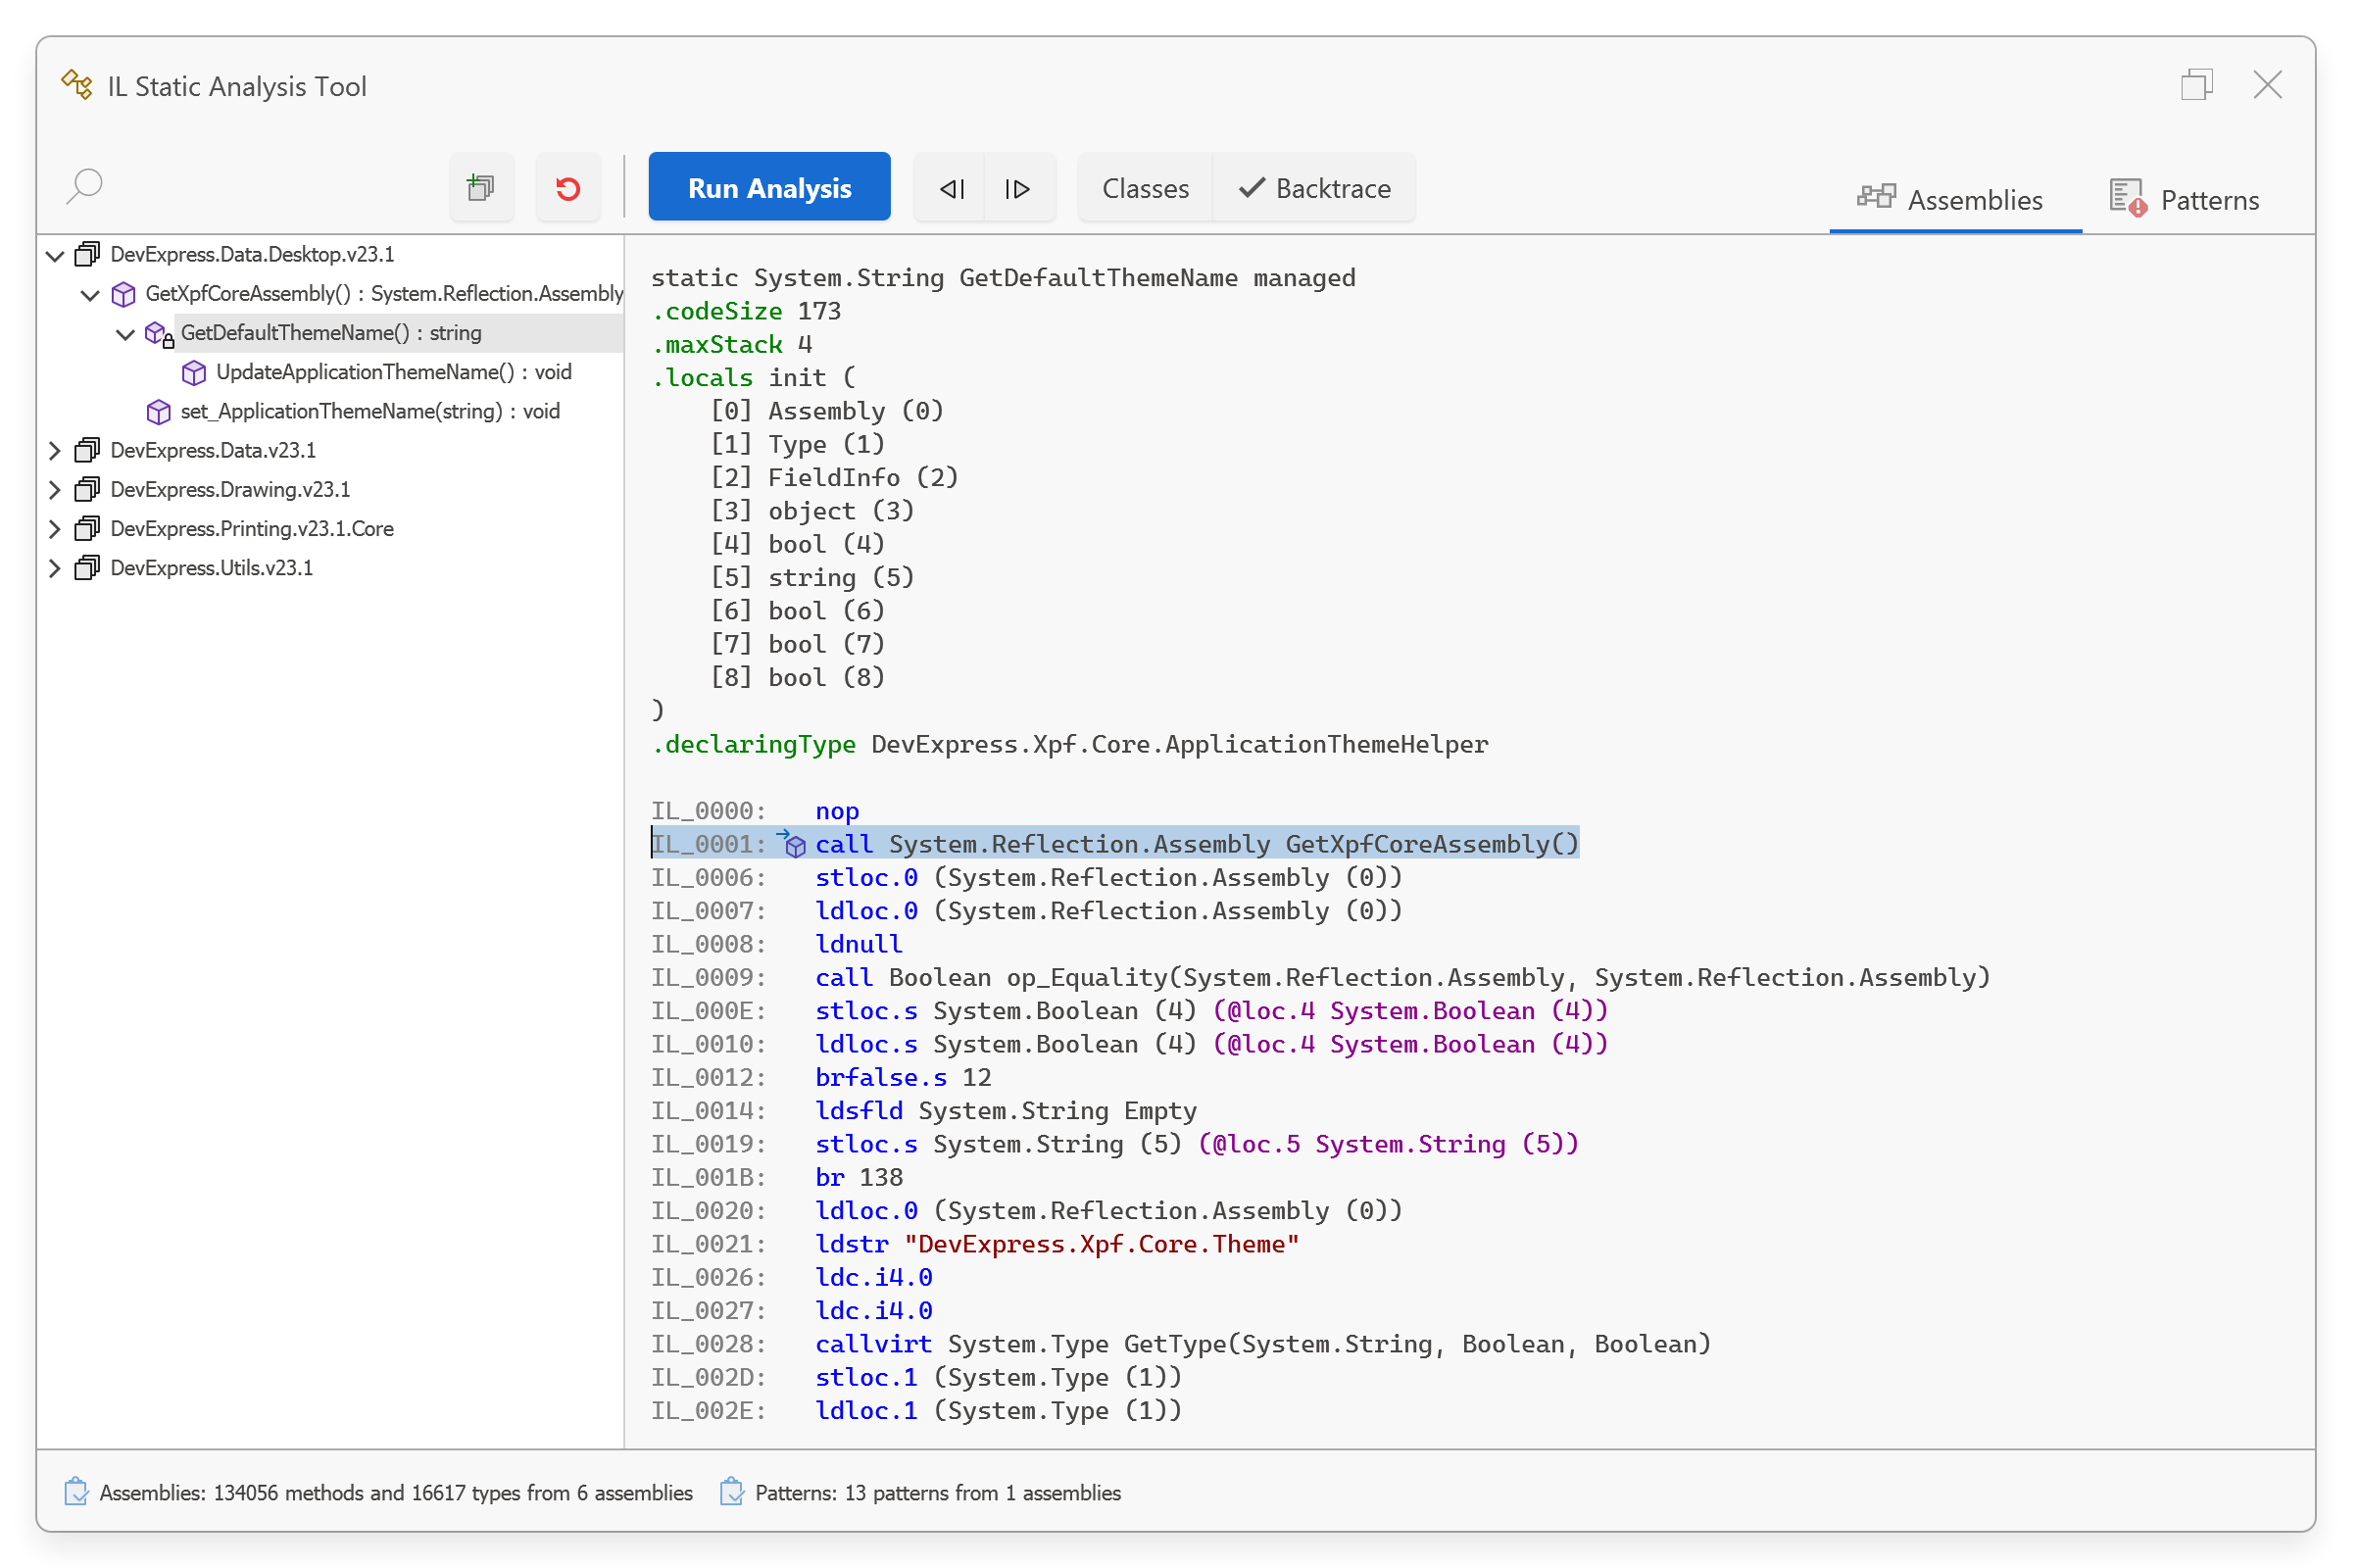 IL Static Analysis Tool
Run Analysis
Classes
Backtrace
Assemblies
Patterns
DevExpress.Data.Desktop.v23.1
GetXpfCoreAssembly() : System.Reflection.Assembly
GetDefaultThemeName() : string
UpdateApplicationThemeName() : void
set_ApplicationThemeName(string) : void
DevExpress.Data.v23.1
DevExpress.Drawing.v23.1
DevExpress.Printing.v23.1.Core
DevExpress.Utils.v23.1
static System.String GetDefaultThemeName managed
.codeSize 173
.maxStack 4
.locals init (
[0] Assembly (0)
[1] Type (1)
[2] FieldInfo (2)
[3] object (3)
[4] bool (4)
[5] string (5)
[6] bool (6)
[7] bool (7)
[8] bool (8)
)
.declaringType DevExpress.Xpf.Core.ApplicationThemeHelper
IL_0000: nop
IL_0001: call System.Reflection.Assembly GetXpfCoreAssembly()
IL_0006: stloc.0 (System.Reflection.Assembly (0))
IL_0007: ldloc.0 (System.Reflection.Assembly (0))
IL_0008: ldnull
IL_0009: call Boolean op_Equality(System.Reflection.Assembly, System.Reflection.Assembly)
IL_000E: stloc.s System.Boolean (4) (@loc.4 System.Boolean (4))
IL_0010: ldloc.s System.Boolean (4) (@loc.4 System.Boolean (4))
IL_0012: brfalse.s 12
IL_0014: ldsfld System.String Empty
IL_0019: stloc.s System.String (5) (@loc.5 System.String (5))
IL_001B: br 138
IL_0020: ldloc.0 (System.Reflection.Assembly (0))
IL_0021: ldstr "DevExpress.Xpf.Core.Theme"
IL_0026: ldc.i4.0
IL_0027: ldc.i4.0
IL_0028: callvirt System.Type GetType(System.String, Boolean, Boolean)
IL_002D: stloc.1 (System.Type (1))
IL_002E: ldloc.1 (System.Type (1))
Assemblies: 134056 methods and 16617 types from 6 assemblies
Patterns: 13 patterns from 1 assemblies